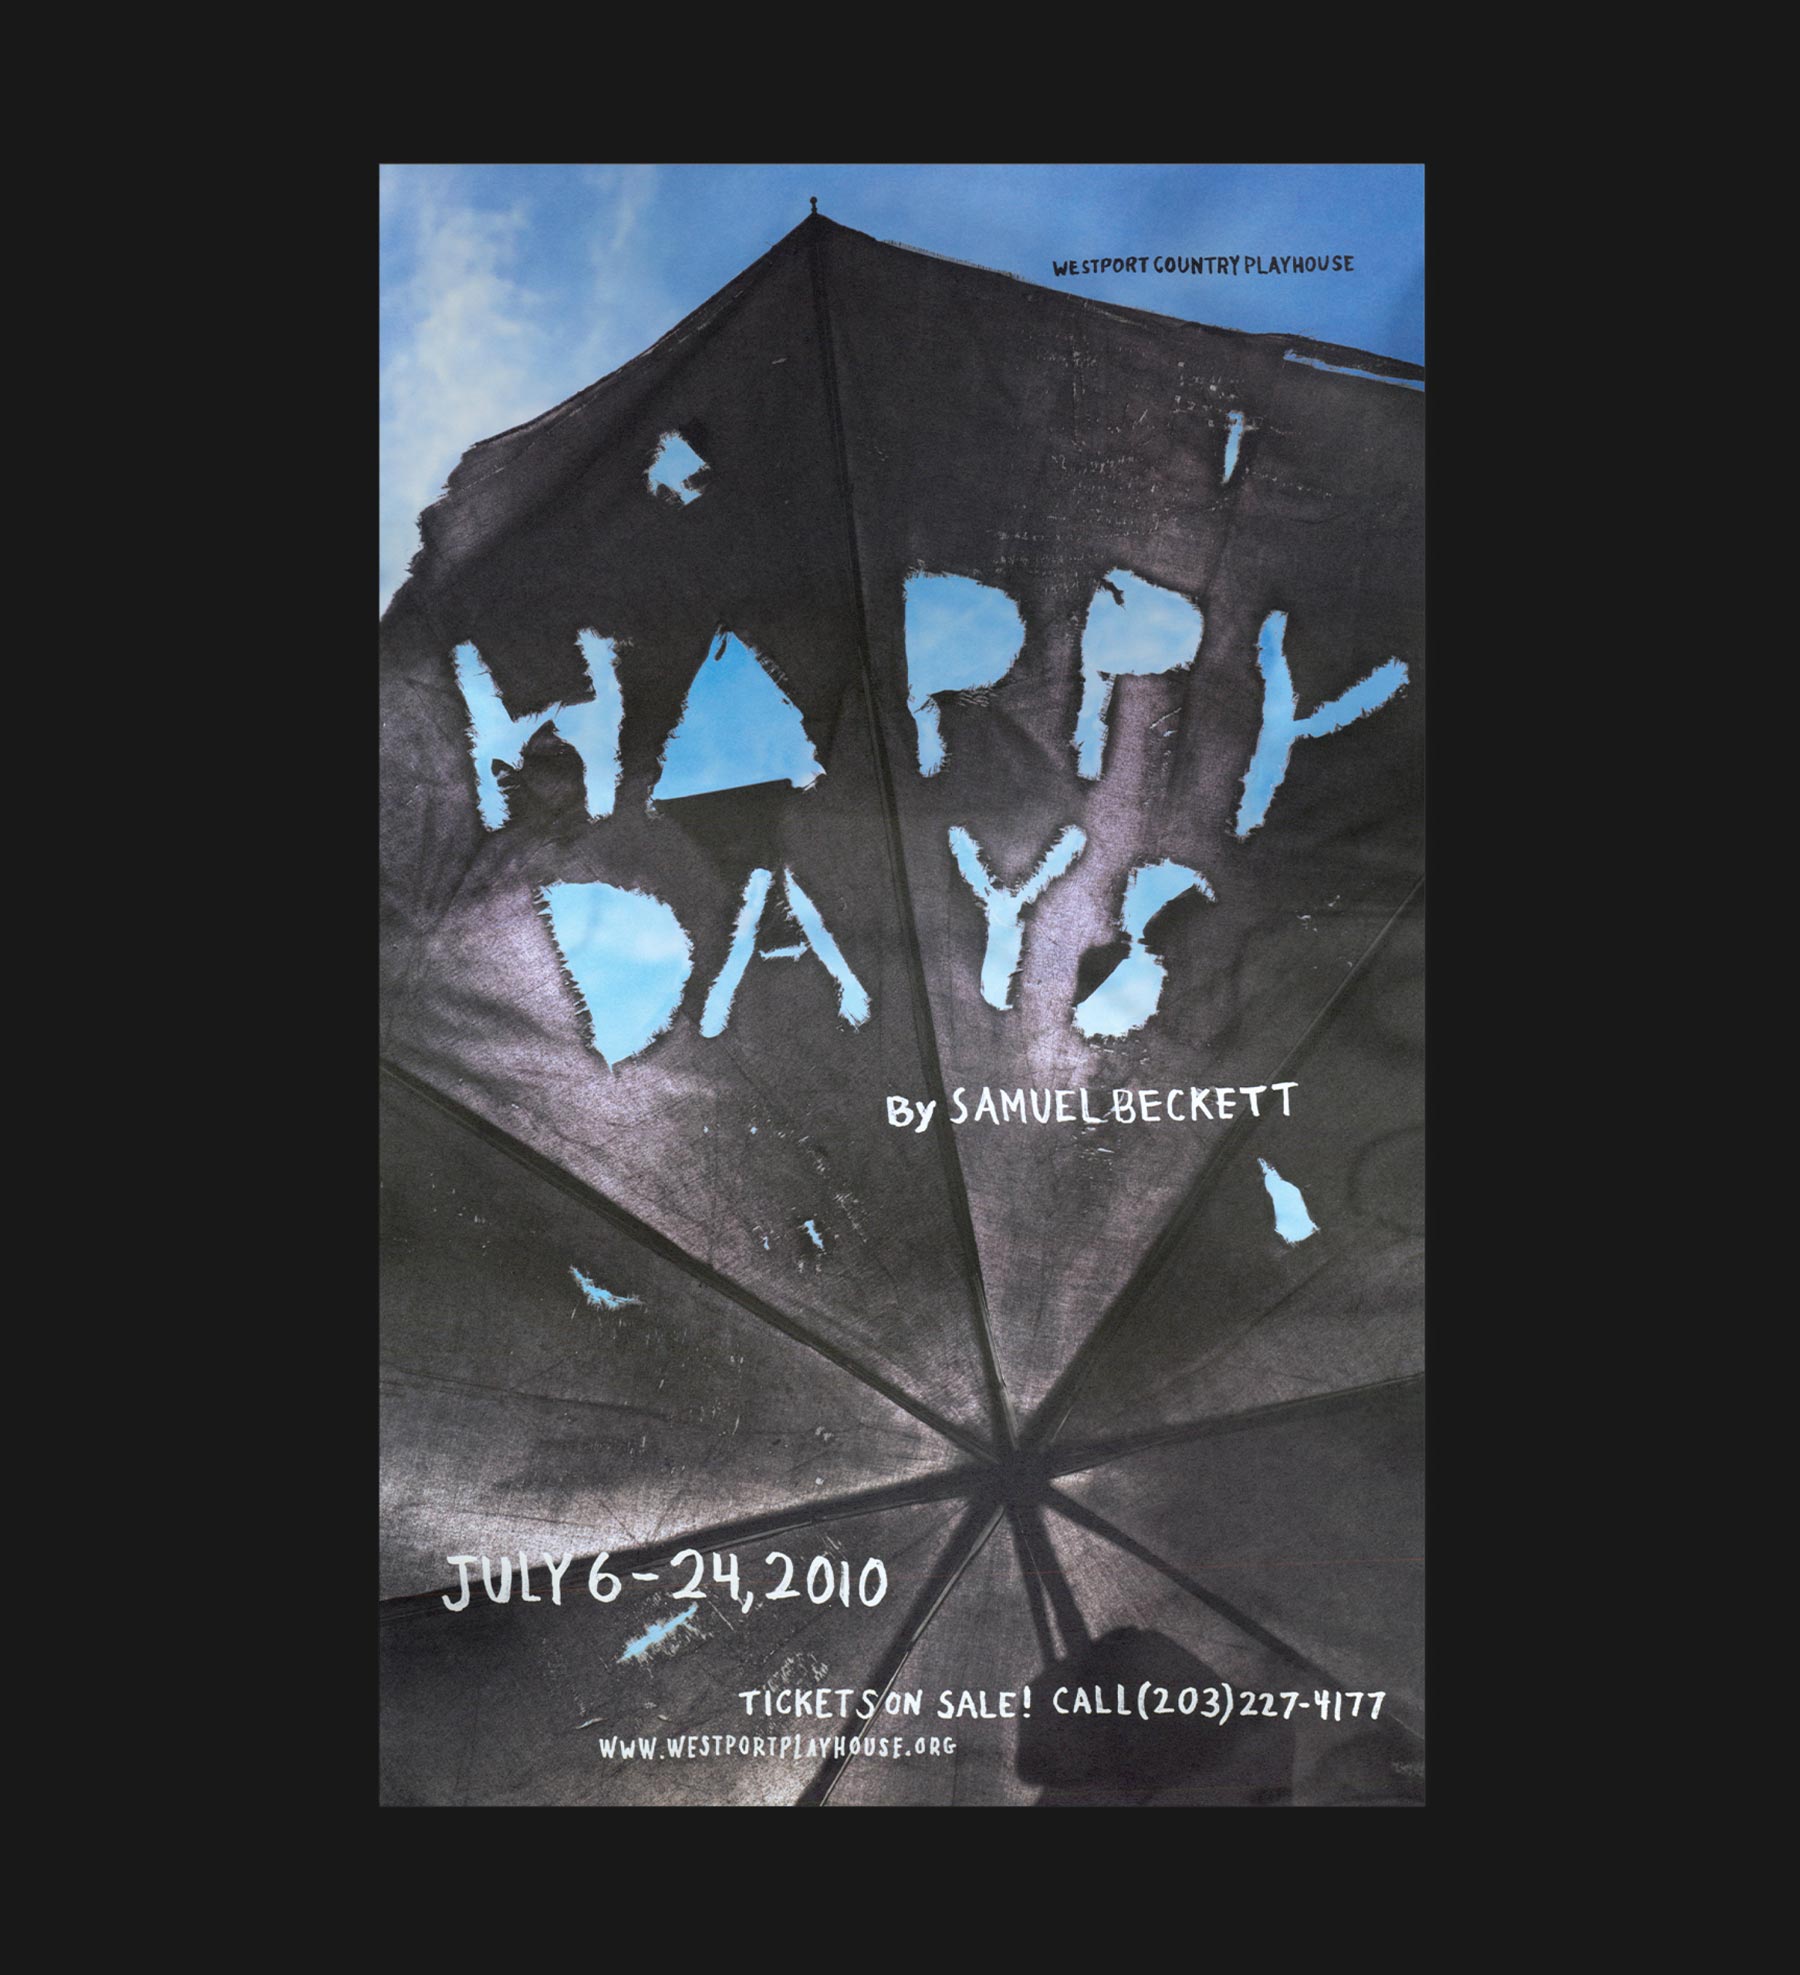 WESTPORT COUNTRY PLAYHOUSE
HAPPY
DAYS
By SAMUEL BECKETT
JULY 6-24, 2010
TICKETS ON SALE! CALL (203) 227-4177
WWW.WESTPORTPLAYHOUSE.ORG